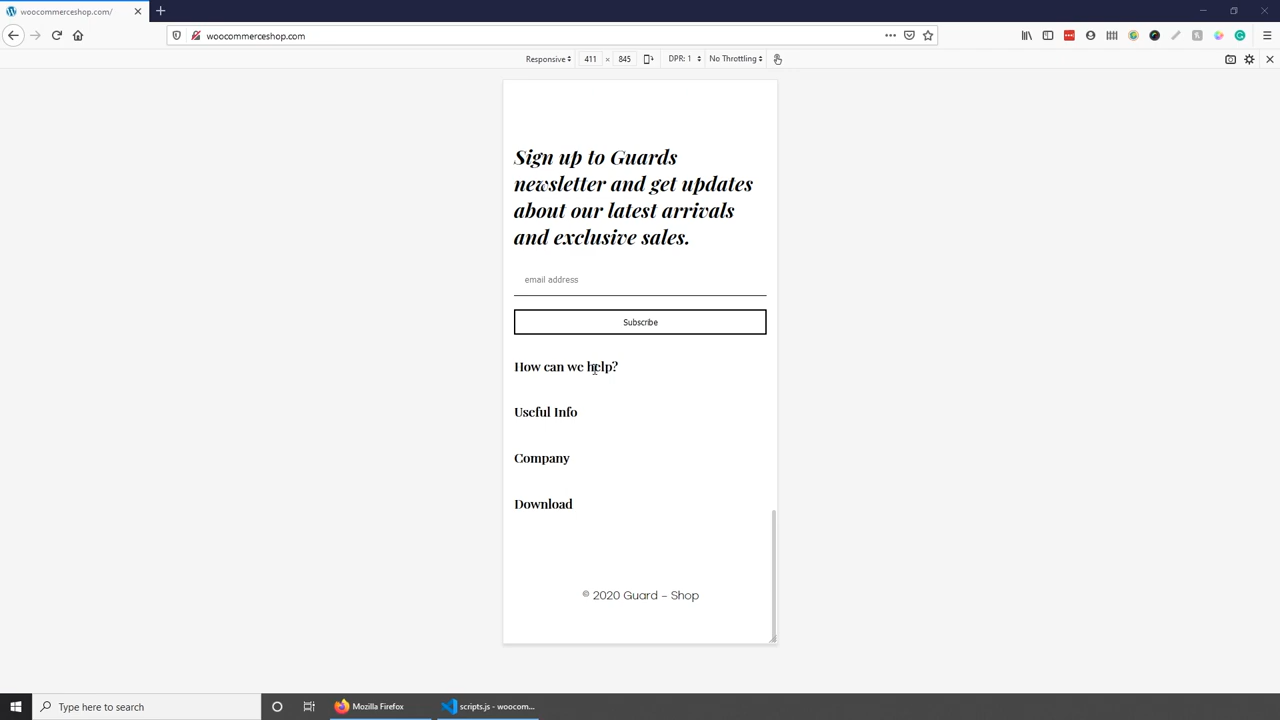 woocommerceshop.com/
woocommerceshop.com
Responsive 411 × 845 DPR: 1 No Throttling
Sign up to Guards
newsletter and get updates
about our latest arrivals
and exclusive sales.
email address
Subscribe
How can we help?
Useful Info
Company
Download
© 2020 Guard – Shop
Type here to search
Mozilla Firefox
scripts.js - woocom...